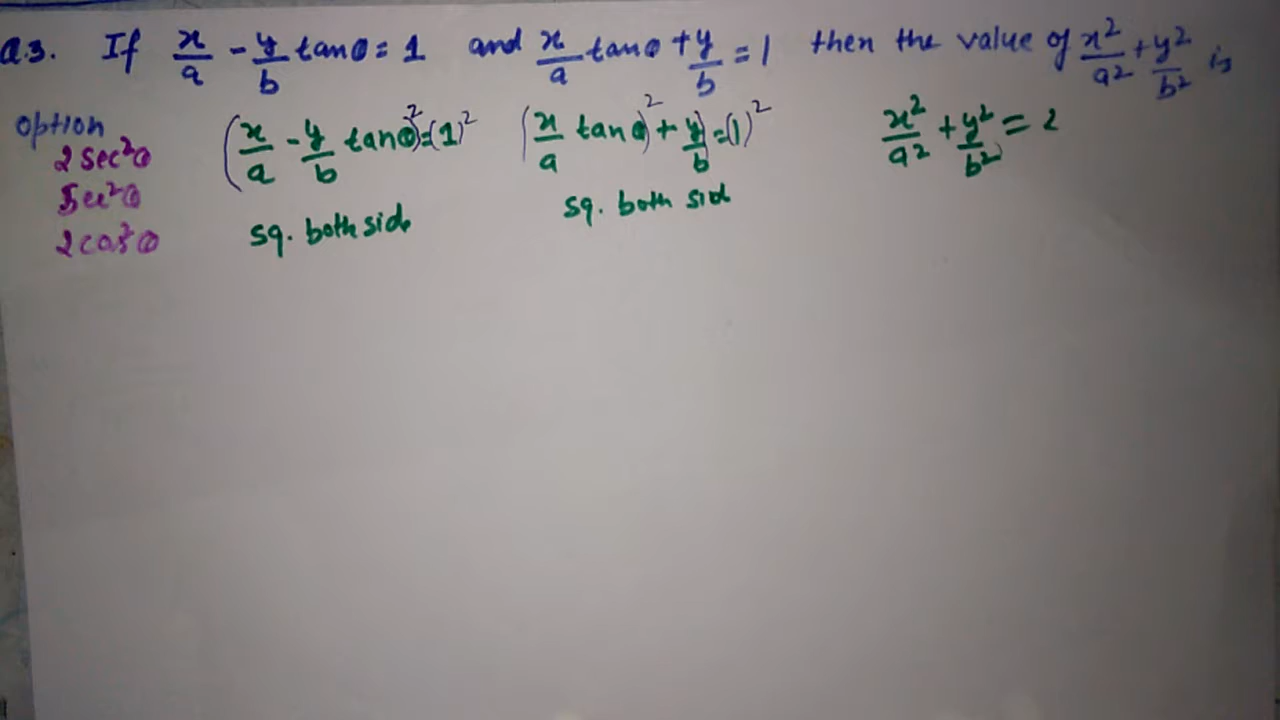 Q3. If x/a - y/b tanθ = 1 and x/a tanθ + y/b = 1 then the value of x²/a² + y²/b² is
option
2 sec²θ
sec²θ
2 cos²θ
(x/a - y/b tanθ)² = (1)²
sq. both side
(x/a tanθ)² + y/b) = (1)²
sq. both sid
x²/a² + y²/b² = 2